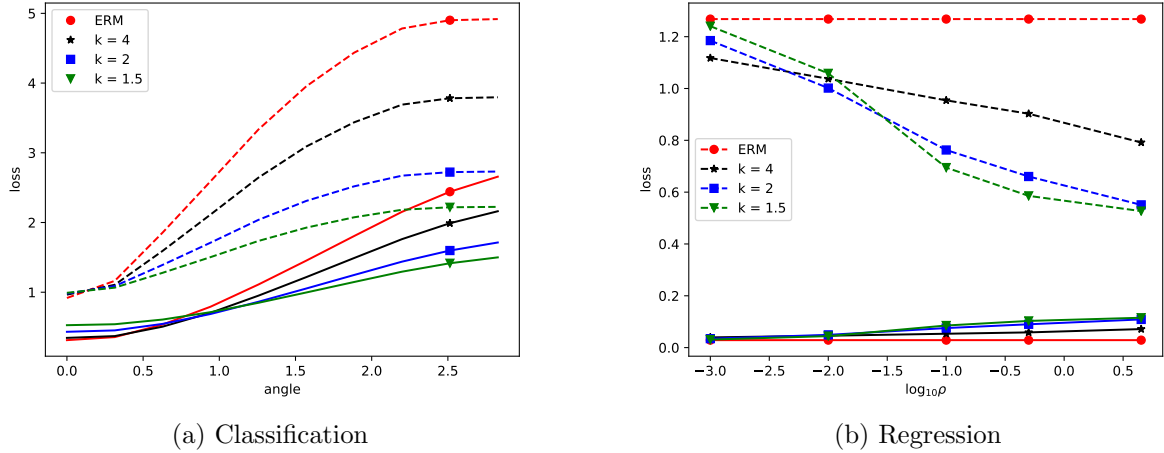 5
4
3
2
1
loss
ERM
k = 4
k = 2
k = 1.5
0.0 0.5 1.0 1.5 2.0 2.5
angle
(a) Classification
1.2
1.0
0.8
0.6
0.4
0.2
0.0
loss
ERM
k = 4
k = 2
k = 1.5
−3.0 −2.5 −2.0 −1.5 −1.0 −0.5 0.0 0.5
log₁₀ρ
(b) Regression